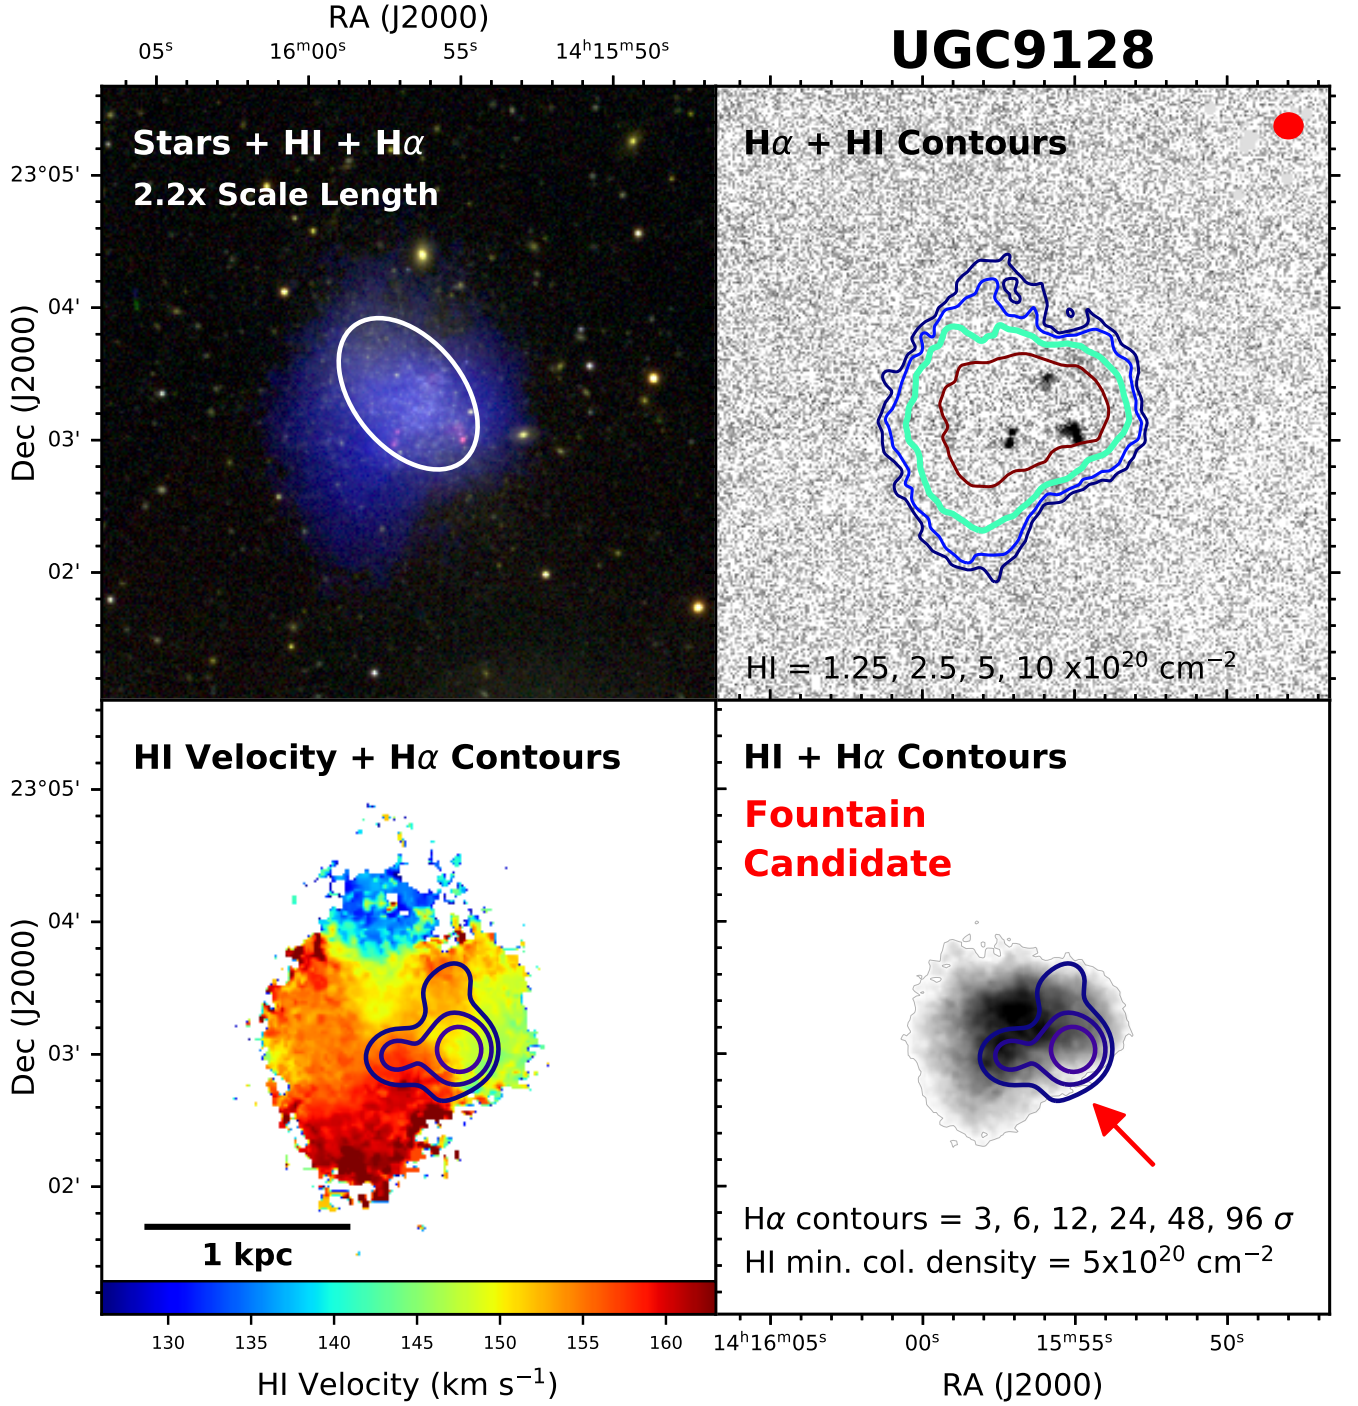 RA (J2000)
05ˢ 16ᵐ00ˢ 55ˢ 14ʰ15ᵐ50ˢ
UGC9128
Stars + HI + Hα
2.2x Scale Length
Hα + HI Contours
23°05'
04'
03'
02'
Dec (J2000)
HI = 1.25, 2.5, 5, 10 x10²⁰ cm⁻²
HI Velocity + Hα Contours
HI + Hα Contours
Fountain
Candidate
23°05'
04'
03'
02'
Dec (J2000)
1 kpc
Hα contours = 3, 6, 12, 24, 48, 96 σ
HI min. col. density = 5x10²⁰ cm⁻²
130 135 140 145 150 155 160
HI Velocity (km s⁻¹)
14ʰ16ᵐ05ˢ 00ˢ 15ᵐ55ˢ 50ˢ
RA (J2000)